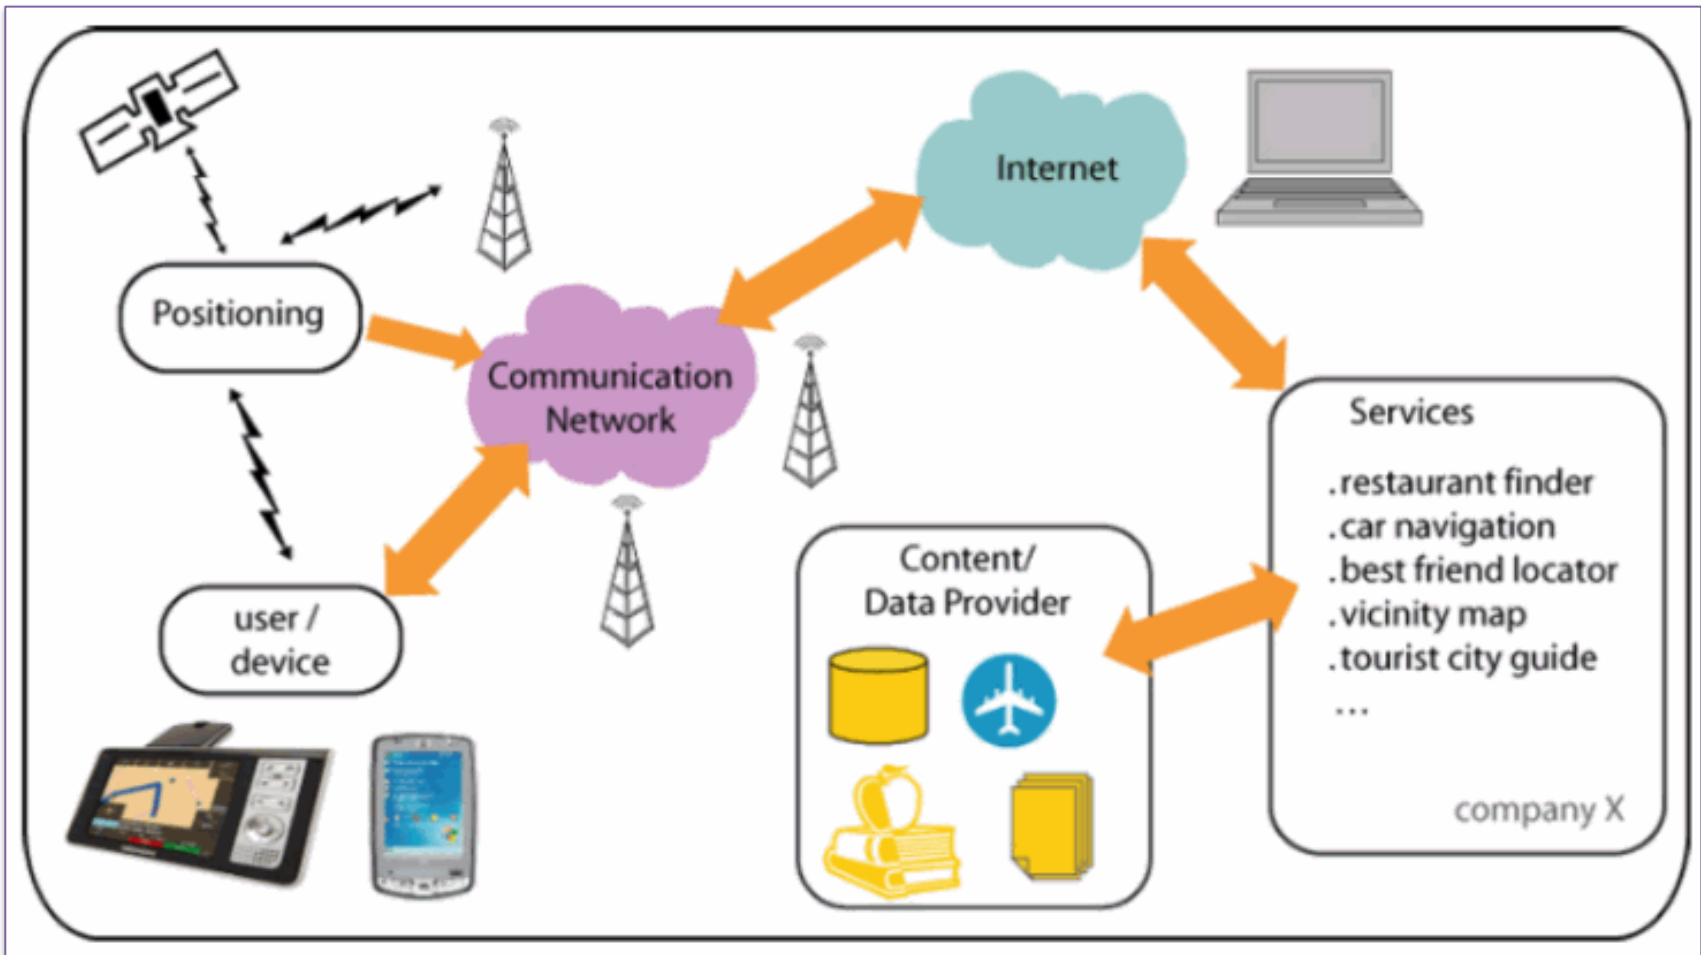 Internet
Positioning
Communication
Network
user /
device
Services
.restaurant finder
.car navigation
.best friend locator
.vicinity map
.tourist city guide
...
company X
Content/
Data Provider